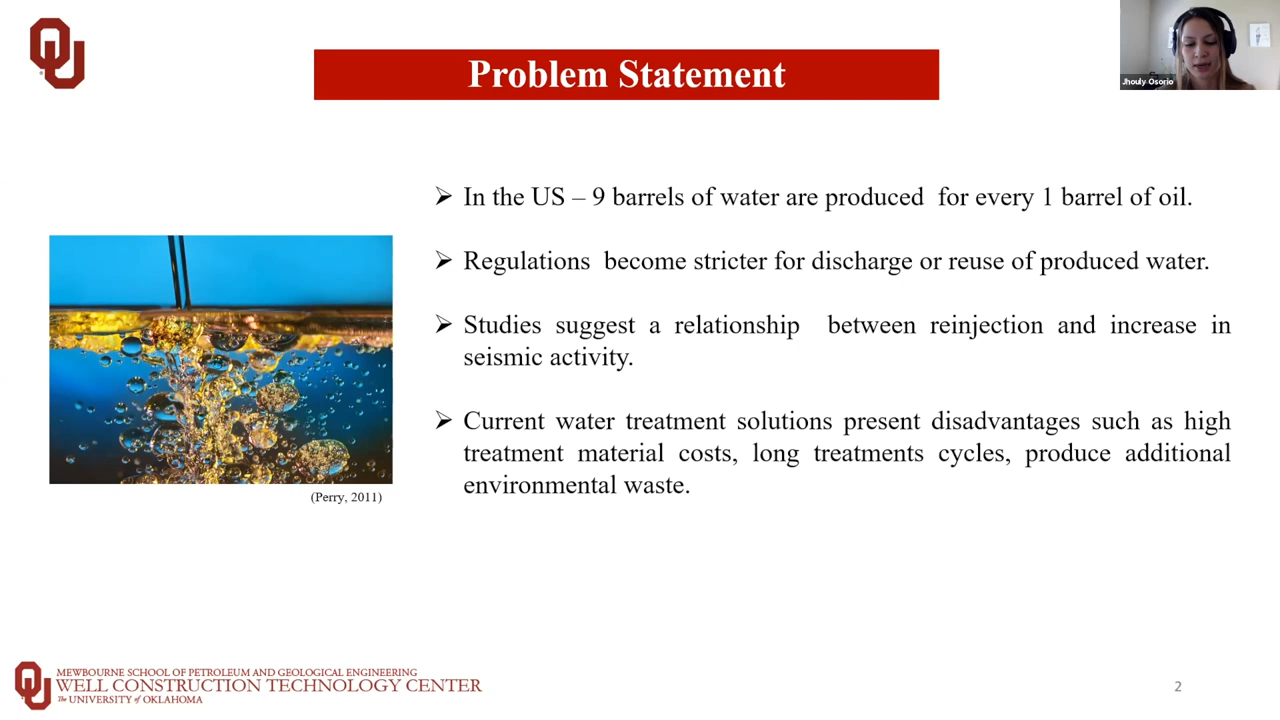 OU
Problem Statement
Jhouly Osorio
➢ In the US – 9 barrels of water are produced for every 1 barrel of oil.
➢ Regulations become stricter for discharge or reuse of produced water.
➢ Studies suggest a relationship between reinjection and increase in
seismic activity.
➢ Current water treatment solutions present disadvantages such as high
treatment material costs, long treatments cycles, produce additional
environmental waste.
(Perry, 2011)
OU
MEWBOURNE SCHOOL OF PETROLEUM AND GEOLOGICAL ENGINEERING
WELL CONSTRUCTION TECHNOLOGY CENTER
The UNIVERSITY of OKLAHOMA
2